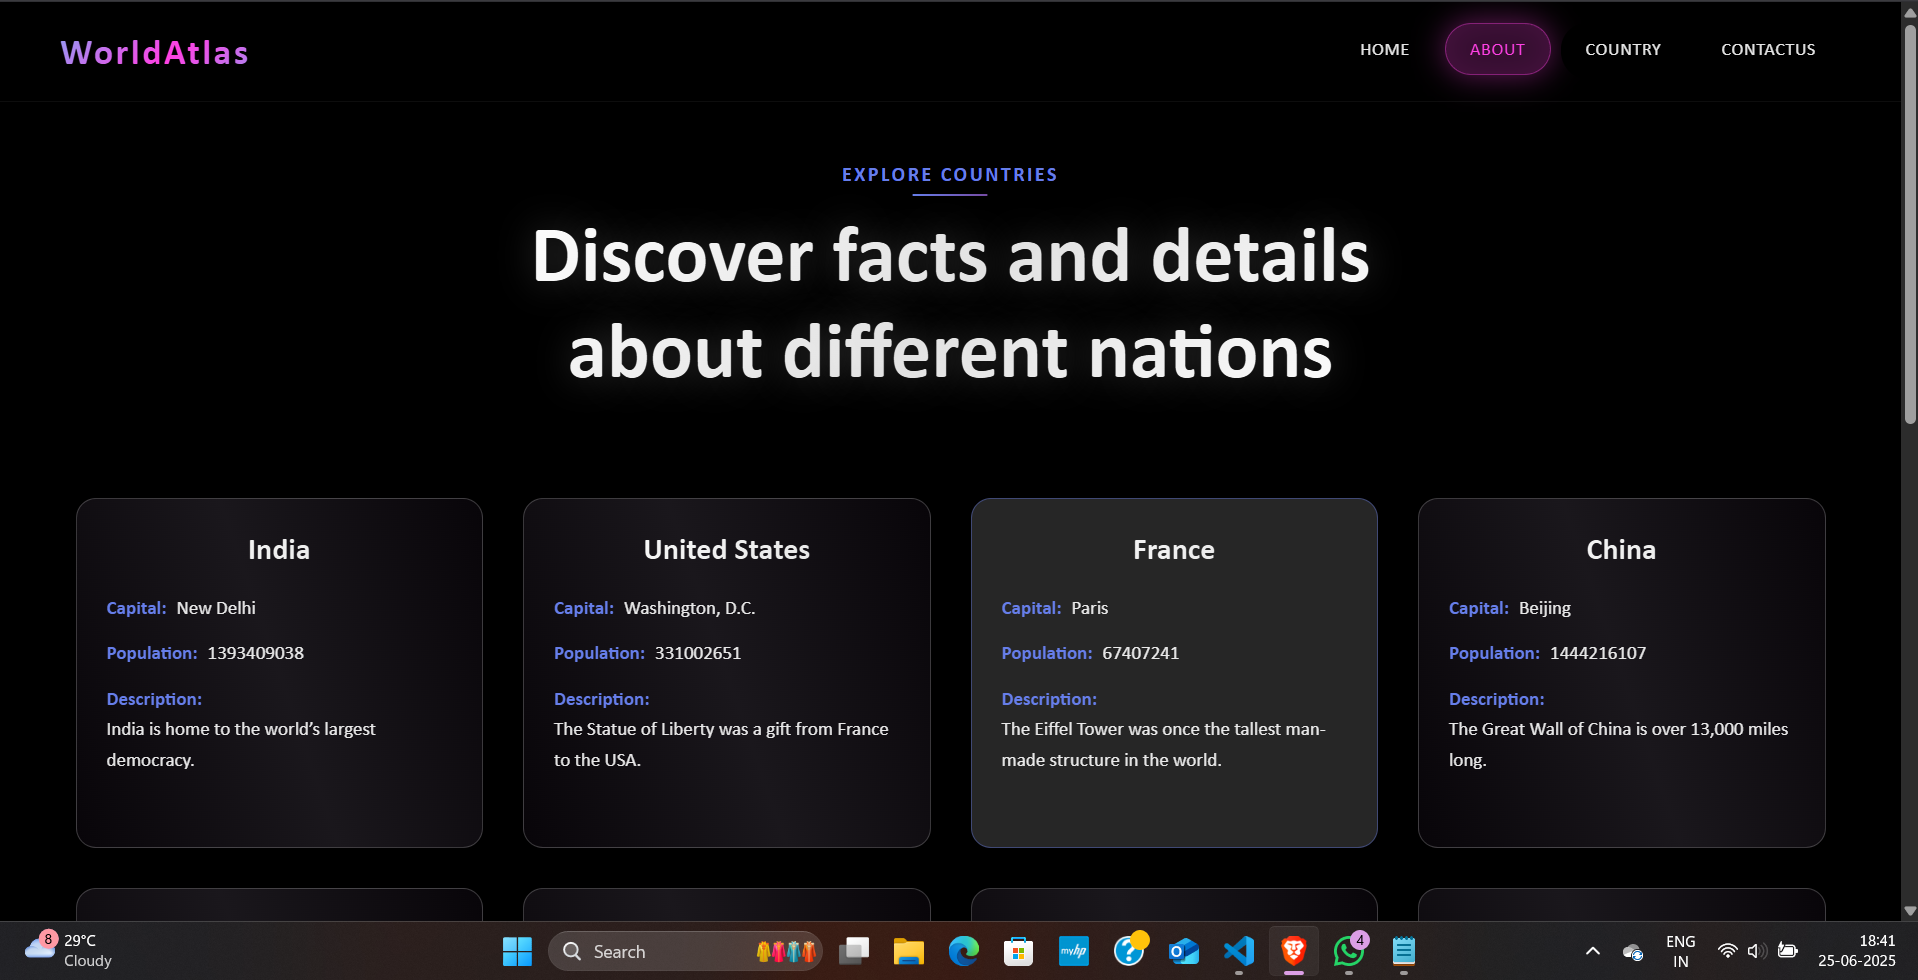 WorldAtlas
HOME ABOUT COUNTRY CONTACTUS
EXPLORE COUNTRIES
Discover facts and details
about different nations
India
Capital: New Delhi
Population: 1393409038
Description:
India is home to the world’s largest
democracy.
United States
Capital: Washington, D.C.
Population: 331002651
Description:
The Statue of Liberty was a gift from France
to the USA.
France
Capital: Paris
Population: 67407241
Description:
The Eiffel Tower was once the tallest man-
made structure in the world.
China
Capital: Beijing
Population: 1444216107
Description:
The Great Wall of China is over 13,000 miles
long.
8
29°C
Cloudy
Search
myhp
4
ENG
IN
18:41
25-06-2025